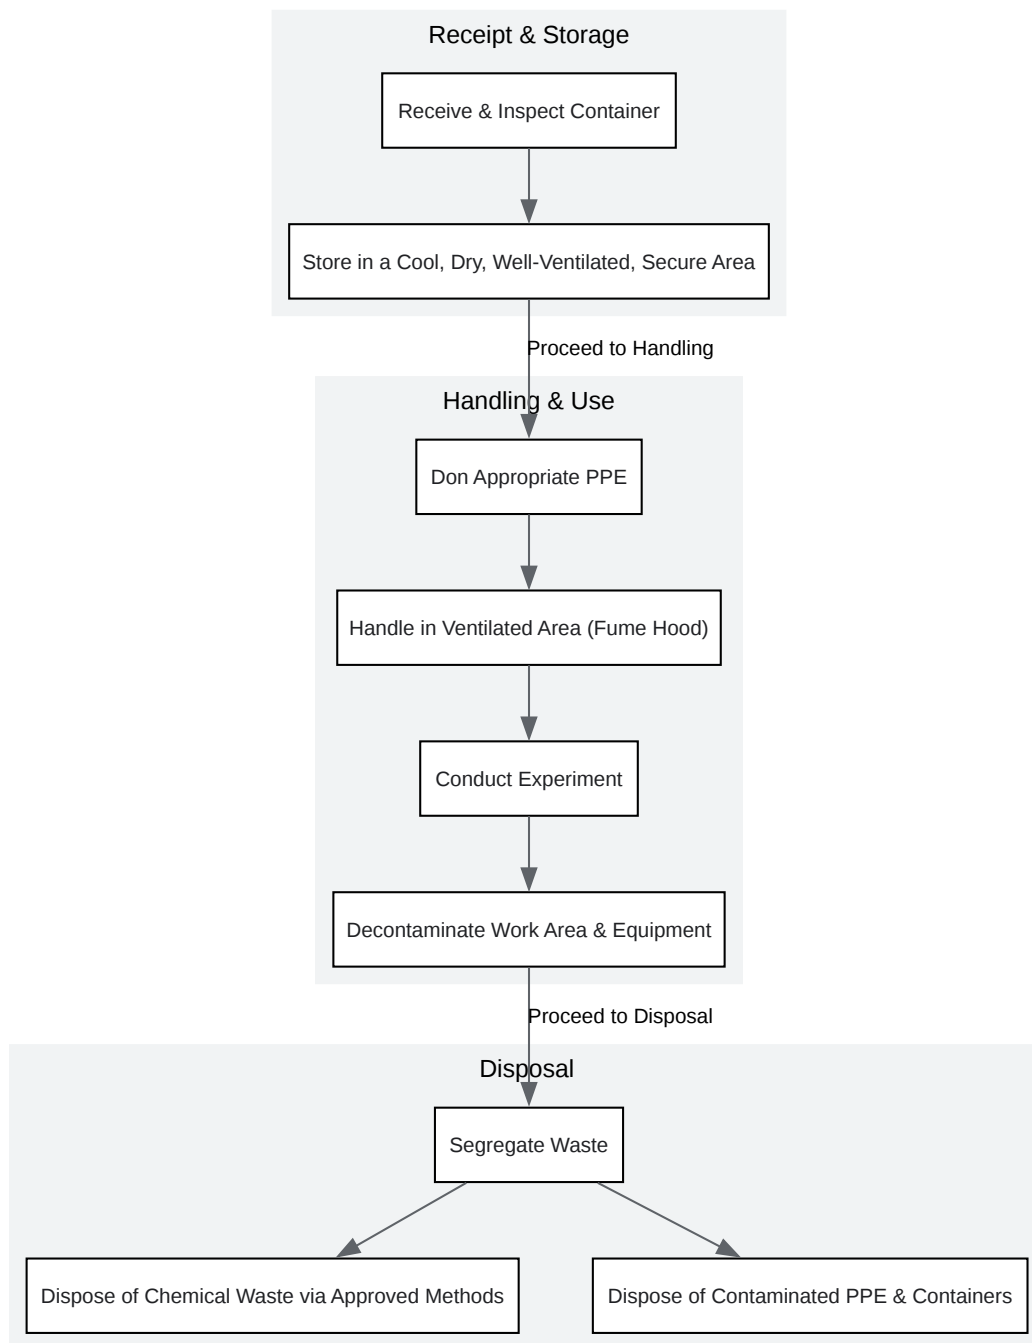 Receipt & Storage
Receive & Inspect Container
Store in a Cool, Dry, Well-Ventilated, Secure Area
Proceed to Handling
Handling & Use
Don Appropriate PPE
Handle in Ventilated Area (Fume Hood)
Conduct Experiment
Decontaminate Work Area & Equipment
Proceed to Disposal
Disposal
Segregate Waste
Dispose of Chemical Waste via Approved Methods
Dispose of Contaminated PPE & Containers